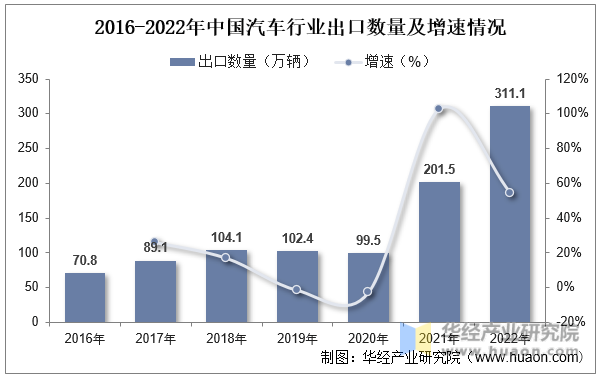 2016-2022年中国汽车行业出口数量及增速情况
出口数量（万辆） 增速（%）
350 120%
300 100%
250 80%
200 60%
150 40%
100 20%
50 0%
0 -20%
70.8 89.1 104.1 102.4 99.5 201.5 311.1
2016年 2017年 2018年 2019年 2020年 2021年 2022年
华经产业研究院
www.huaon.com
制图：华经产业研究院（www.huaon.com）